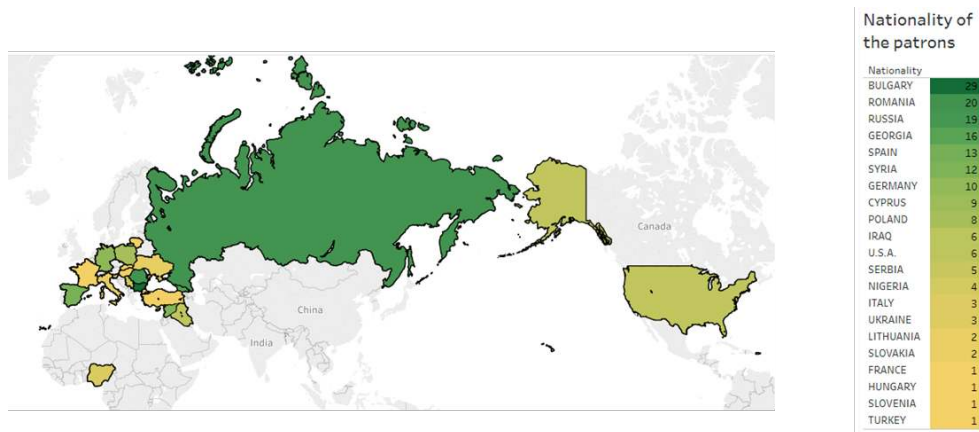 Canada
China
India
Nationality of
the patrons
Nationality
BULGARY 29
ROMANIA 20
RUSSIA 19
GEORGIA 16
SPAIN 13
SYRIA 12
GERMANY 10
CYPRUS 9
POLAND 8
IRAQ 6
U.S.A. 6
SERBIA 5
NIGERIA 4
ITALY 3
UKRAINE 3
LITHUANIA 2
SLOVAKIA 2
FRANCE 1
HUNGARY 1
SLOVENIA 1
TURKEY 1